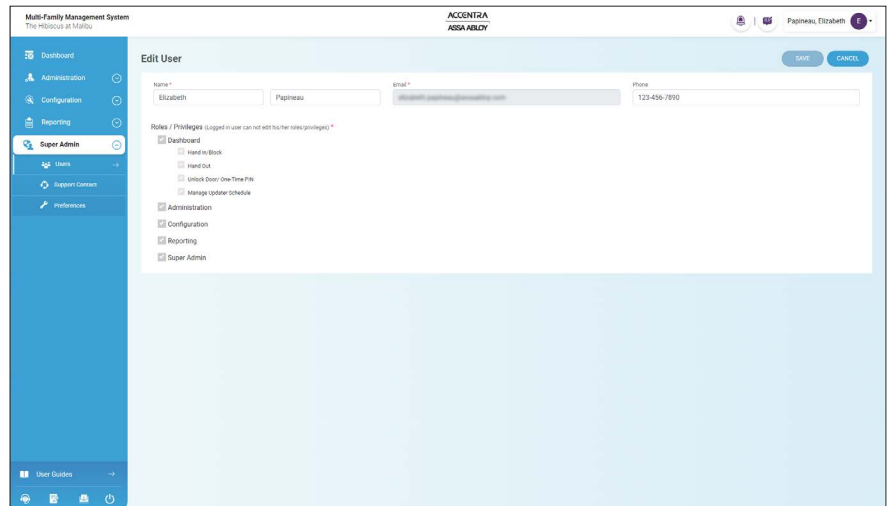 Multi-Family Management System
The Hibiscus at Malibu
ACCENTRA
ASSA ABLOY
Papineau, Elizabeth
E
Dashboard
Administration
Configuration
Reporting
Super Admin
Users
Support Contact
Preferences
User Guides
Edit User
SAVE
CANCEL
Name *
Email *
Phone
Elizabeth
Papineau
123-456-7890
Roles / Privileges (Logged in user can not edit his/her roles/privileges) *
Dashboard
Hand In/Block
Hand Out
Unlock Door/ One-Time PIN
Manage Updater Schedule
Administration
Configuration
Reporting
Super Admin